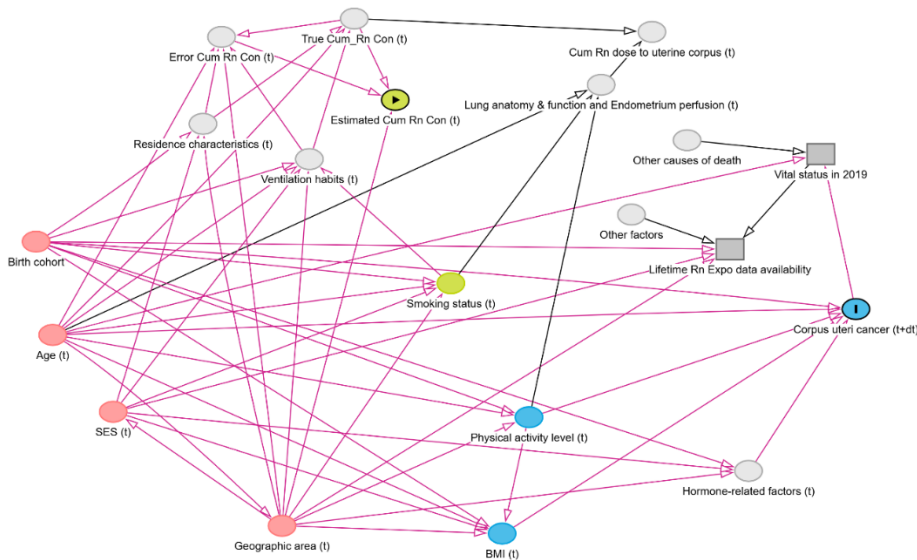 True Cum_Rn Con (t)
Error Cum Rn Con (t)
Cum Rn dose to uterine corpus (t)
Lung anatomy & function and Endometrium perfusion (t)
Estimated Cum Rn Con (t)
Residence characteristics (t)
Other causes of death
Vital status in 2019
Ventilation habits (t)
Other factors
Birth cohort
Lifetime Rn Expo data availability
Smoking status (t)
Corpus uteri cancer (t+dt)
Age (t)
SES (t)
Physical activity level (t)
Hormone-related factors (t)
Geographic area (t)
BMI (t)